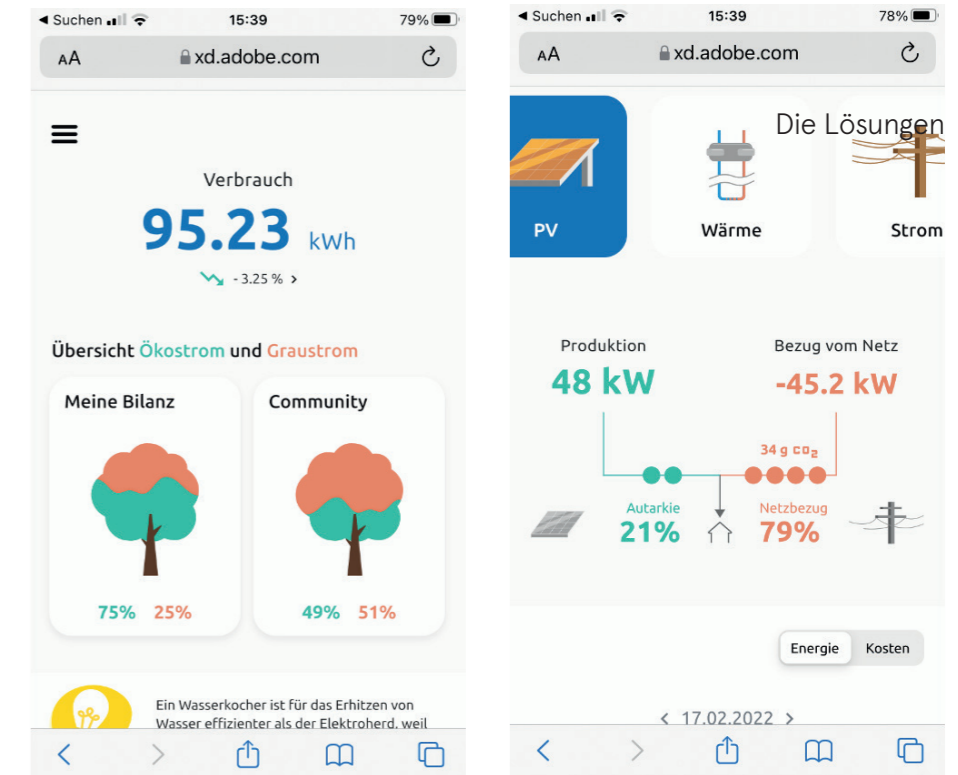 Suchen 15:39 79%
AA xd.adobe.com
Verbrauch
95.23 kWh
- 3.25 % >
Übersicht Ökostrom und Graustrom
Meine Bilanz Community
75% 25% 49% 51%
Ein Wasserkocher ist für das Erhitzen von
Wasser effizienter als der Elektroherd, weil
Suchen 15:39 78%
AA xd.adobe.com
Die Lösungen
PV Wärme Strom
Produktion Bezug vom Netz
48 kW -45.2 kW
34 g CO₂
Autarkie Netzbezug
21% 79%
Energie Kosten
< 17.02.2022 >